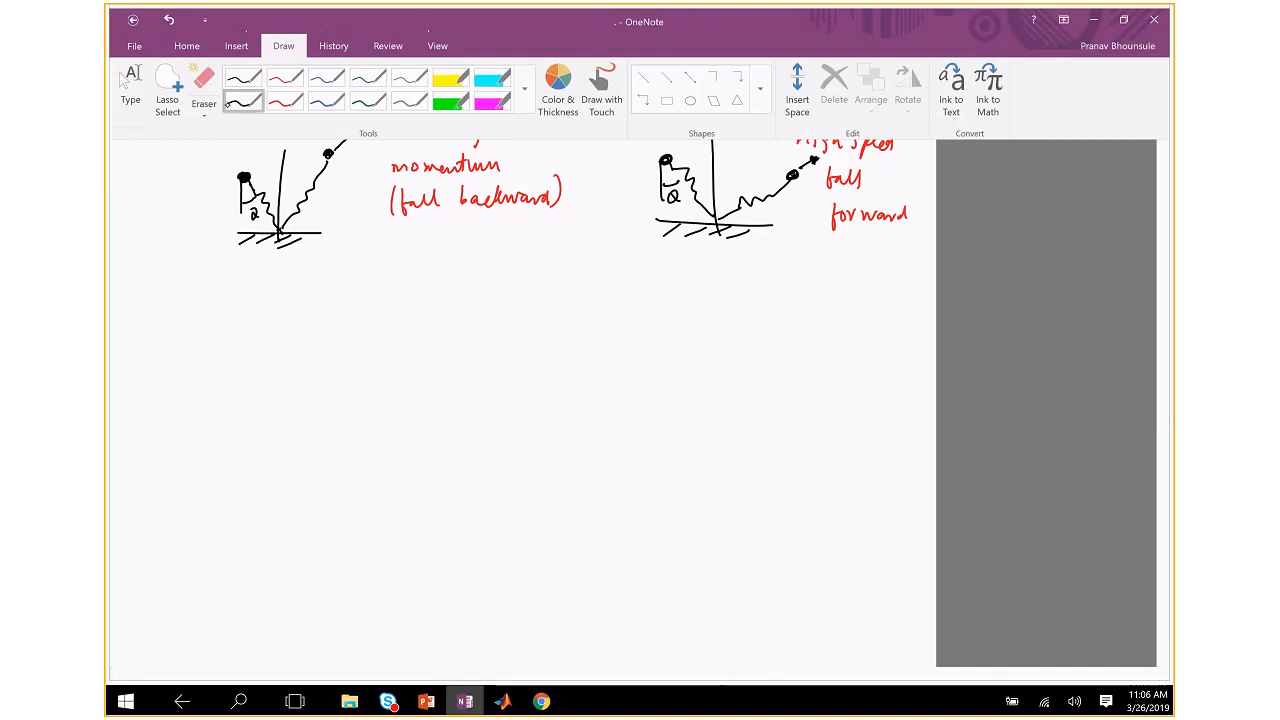 . - OneNote
?
File
Home
Insert
Draw
History
Review
View
Pranav Bhounsule
Type
Lasso
Select
Eraser
Color &
Thickness
Draw with
Touch
Insert
Space
Delete
Arrange
Rotate
Ink to
Text
Ink to
Math
Tools
Shapes
Edit
Convert
momentum
(fall backward)
high speed
fall
forward
11:06 AM
3/26/2019